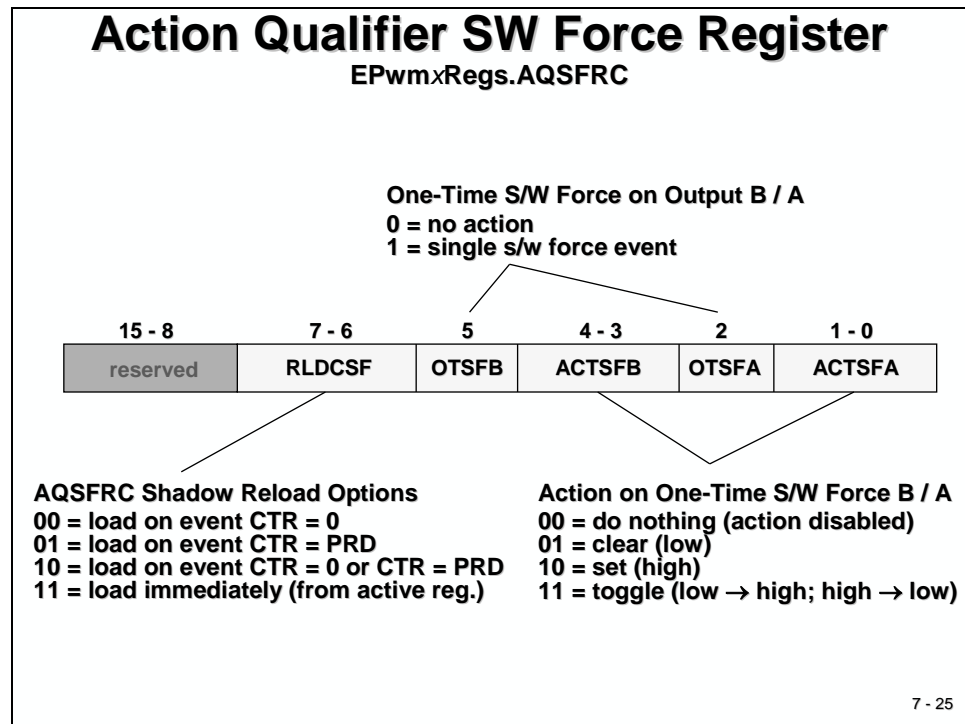 Action Qualifier SW Force Register
EPwmxRegs.AQSFRC
One-Time S/W Force on Output B / A
0 = no action
1 = single s/w force event
15 - 8 7 - 6 5 4 - 3 2 1 - 0
reserved RLDCSF OTSFB ACTSFB OTSFA ACTSFA
AQSFRC Shadow Reload Options
00 = load on event CTR = 0
01 = load on event CTR = PRD
10 = load on event CTR = 0 or CTR = PRD
11 = load immediately (from active reg.)
Action on One-Time S/W Force B / A
00 = do nothing (action disabled)
01 = clear (low)
10 = set (high)
11 = toggle (low → high; high → low)
7 - 25